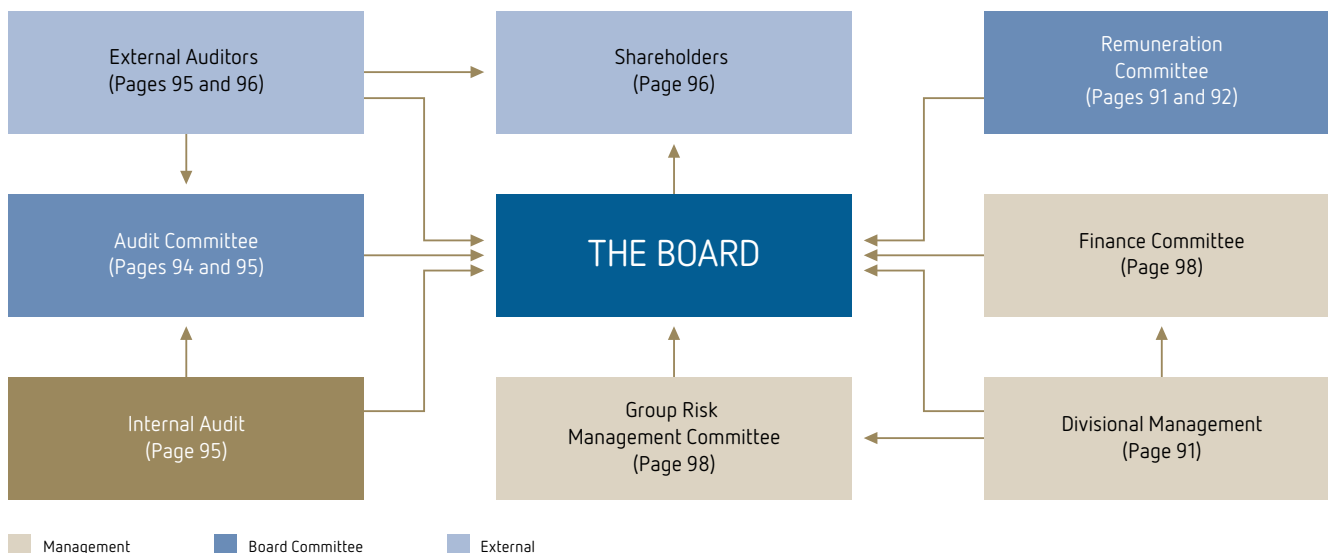 External Auditors
(Pages 95 and 96)
Shareholders
(Page 96)
Remuneration
Committee
(Pages 91 and 92)
Audit Committee
(Pages 94 and 95)
THE BOARD
Finance Committee
(Page 98)
Internal Audit
(Page 95)
Group Risk
Management Committee
(Page 98)
Divisional Management
(Page 91)
Management
Board Committee
External